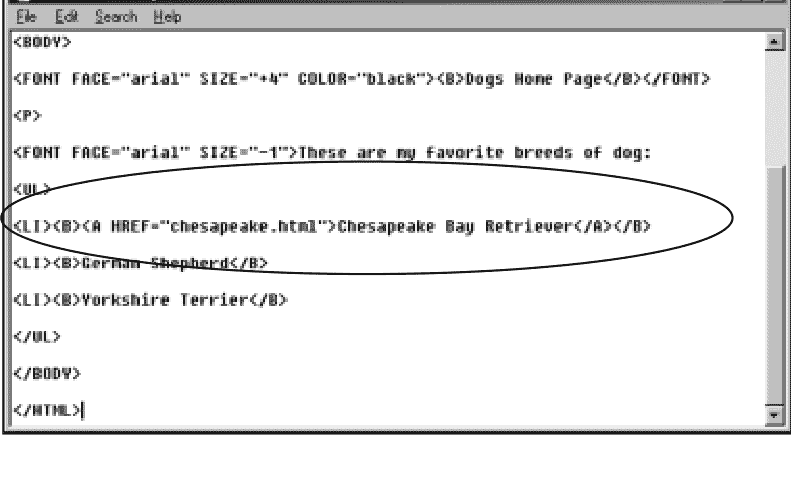 File Edit Search Help
<BODY>
<FONT FACE="arial" SIZE="+4" COLOR="black"><B>Dogs Home Page</B></FONT>
<P>
<FONT FACE="arial" SIZE="-1">These are my favorite breeds of dog:
<UL>
<LI><B><A HREF="chesapeake.html">Chesapeake Bay Retriever</A></B>
<LI><B>German Shepherd</B>
<LI><B>Yorkshire Terrier</B>
</UL>
</BODY>
</HTML>